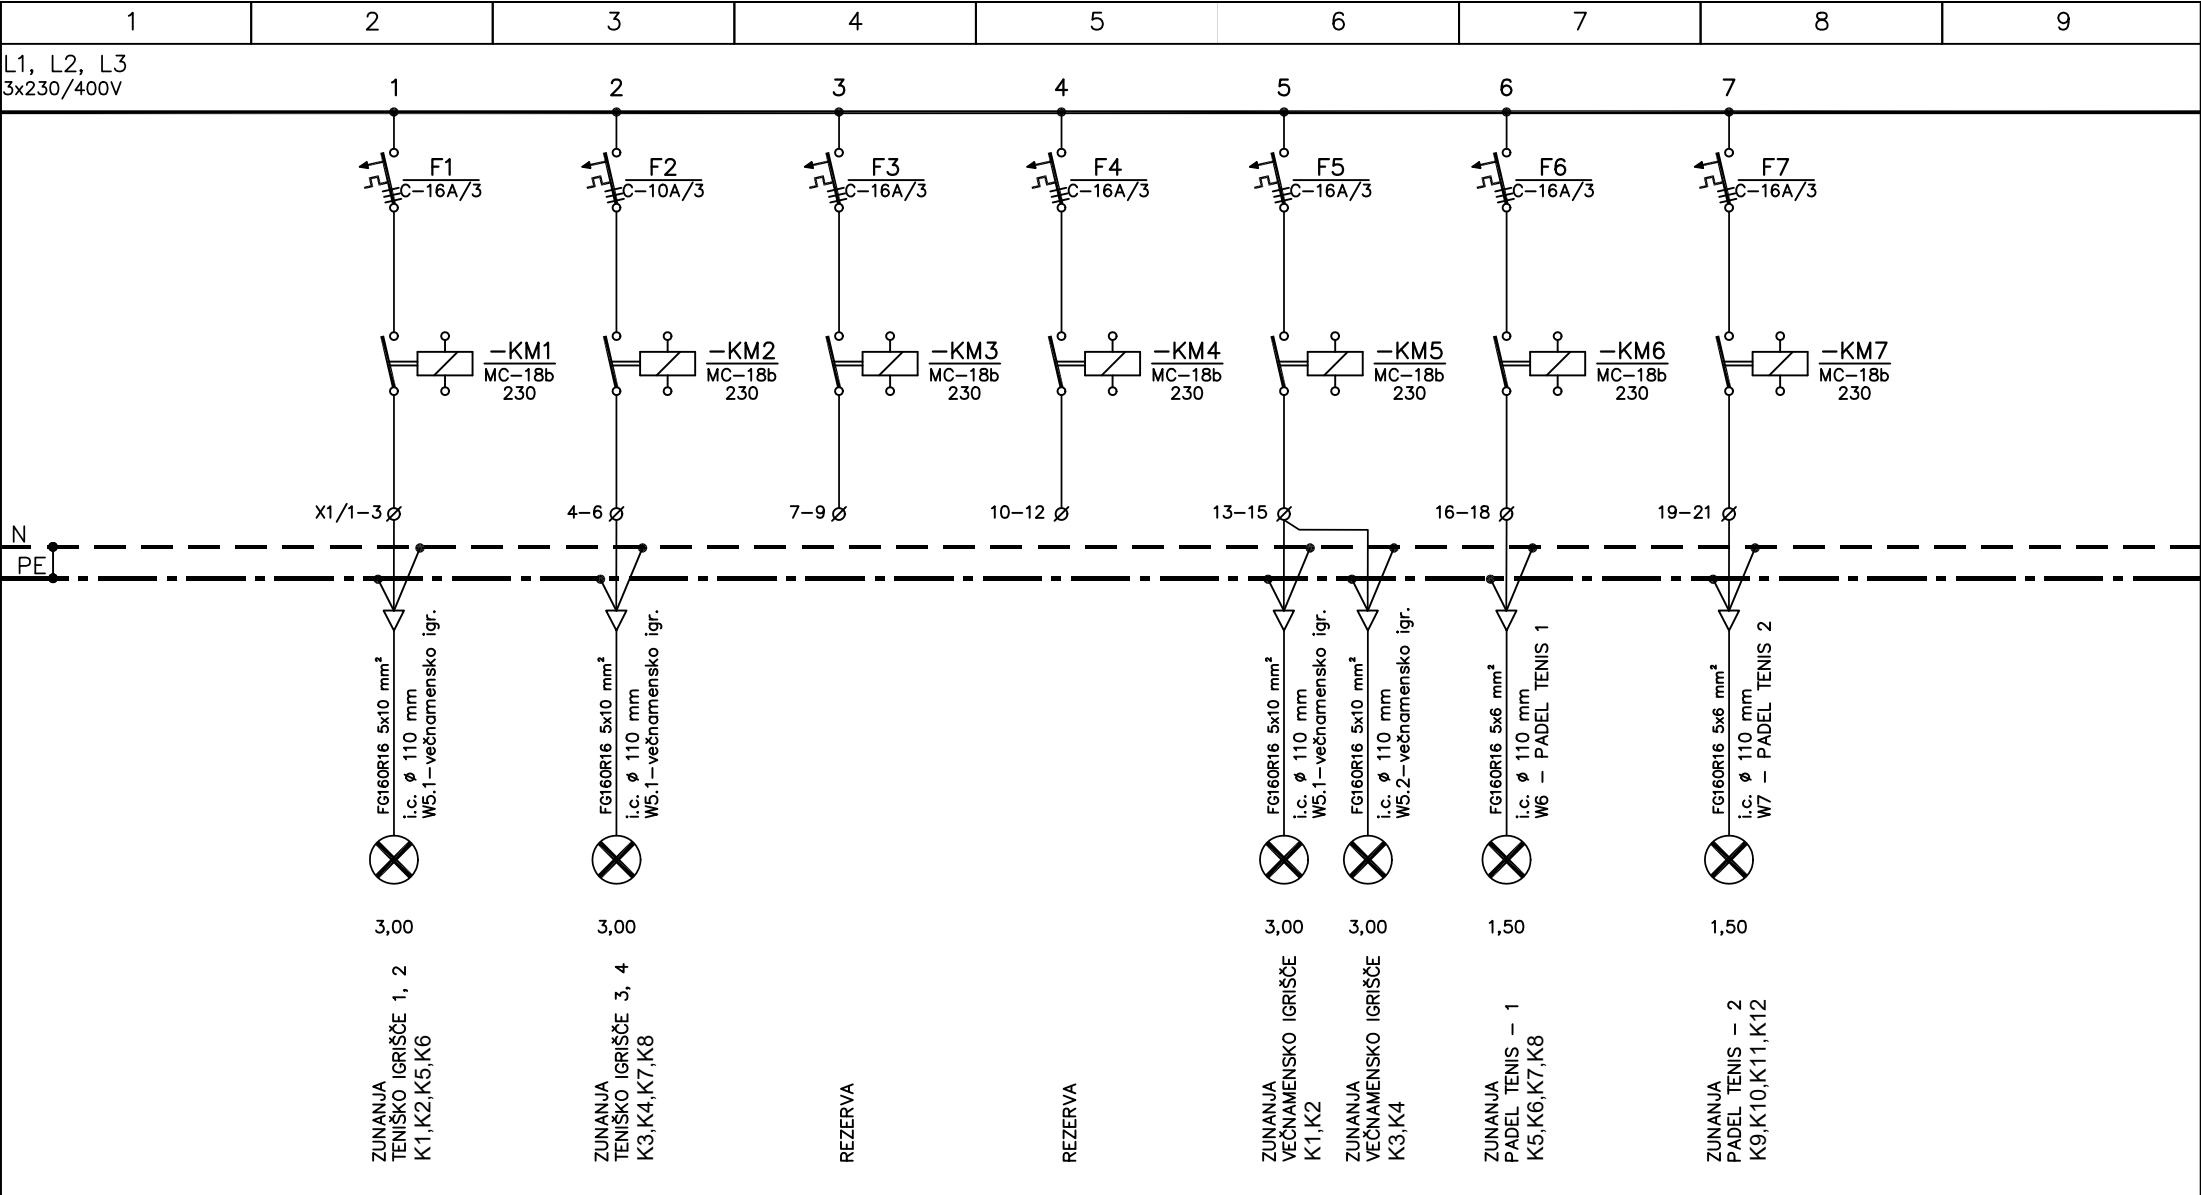 1 2 3 4 5 6 7 8 9
L1, L2, L3
3x230/400V
1 2 3 4 5 6 7
F1
C-16A/3
F2
C-10A/3
F3
C-16A/3
F4
C-16A/3
F5
C-16A/3
F6
C-16A/3
F7
C-16A/3
-KM1
MC-18b
230
-KM2
MC-18b
230
-KM3
MC-18b
230
-KM4
MC-18b
230
-KM5
MC-18b
230
-KM6
MC-18b
230
-KM7
MC-18b
230
X1/1-3 4-6 7-9 10-12 13-15 16-18 19-21
N
PE
FG16OR16 5x10 mm²
i.c. ø 110 mm
W5.1-večnamensko igr.
FG16OR16 5x10 mm²
i.c. ø 110 mm
W5.1-večnamensko igr.
FG16OR16 5x10 mm²
i.c. ø 110 mm
W5.1-večnamensko igr.
FG16OR16 5x10 mm²
i.c. ø 110 mm
W5.2-večnamensko igr.
FG16OR16 5x6 mm²
i.c. ø 110 mm
W6 - PADEL TENIS 1
FG16OR16 5x6 mm²
i.c. ø 110 mm
W7 - PADEL TENIS 2
3,00 3,00 3,00 3,00 1,50 1,50
ZUNANJA
TENIŠKO IGRIŠČE 1, 2
K1,K2,K5,K6
ZUNANJA
TENIŠKO IGRIŠČE 3, 4
K3,K4,K7,K8
REZERVA
REZERVA
ZUNANJA
VEČNAMENSKO IGRIŠČE
K1,K2
ZUNANJA
VEČNAMENSKO IGRIŠČE
K3,K4
ZUNANJA
PADEL TENIS - 1
K5,K6,K7,K8
ZUNANJA
PADEL TENIS - 2
K9,K10,K11,K12